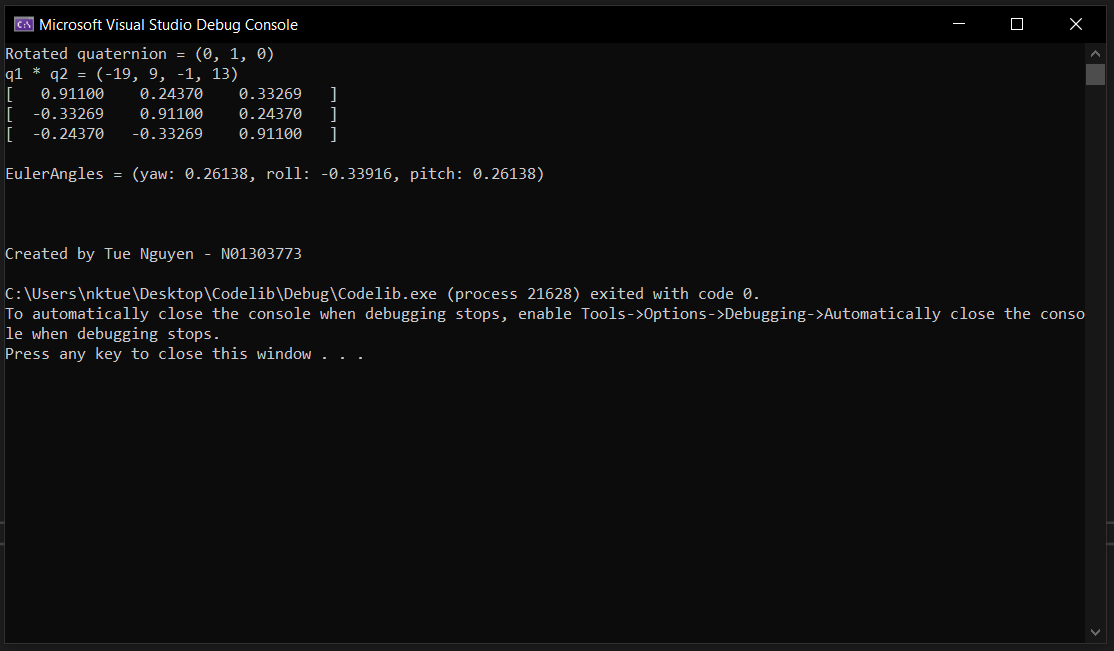 Microsoft Visual Studio Debug Console
Rotated quaternion = (0, 1, 0)
q1 * q2 = (-19, 9, -1, 13)
[   0.91100    0.24370    0.33269   ]
[  -0.33269    0.91100    0.24370   ]
[  -0.24370   -0.33269    0.91100   ]
EulerAngles = (yaw: 0.26138, roll: -0.33916, pitch: 0.26138)
Created by Tue Nguyen - N01303773
C:\Users\nktue\Desktop\Codelib\Debug\Codelib.exe (process 21628) exited with code 0.
To automatically close the console when debugging stops, enable Tools->Options->Debugging->Automatically close the conso
le when debugging stops.
Press any key to close this window . . .